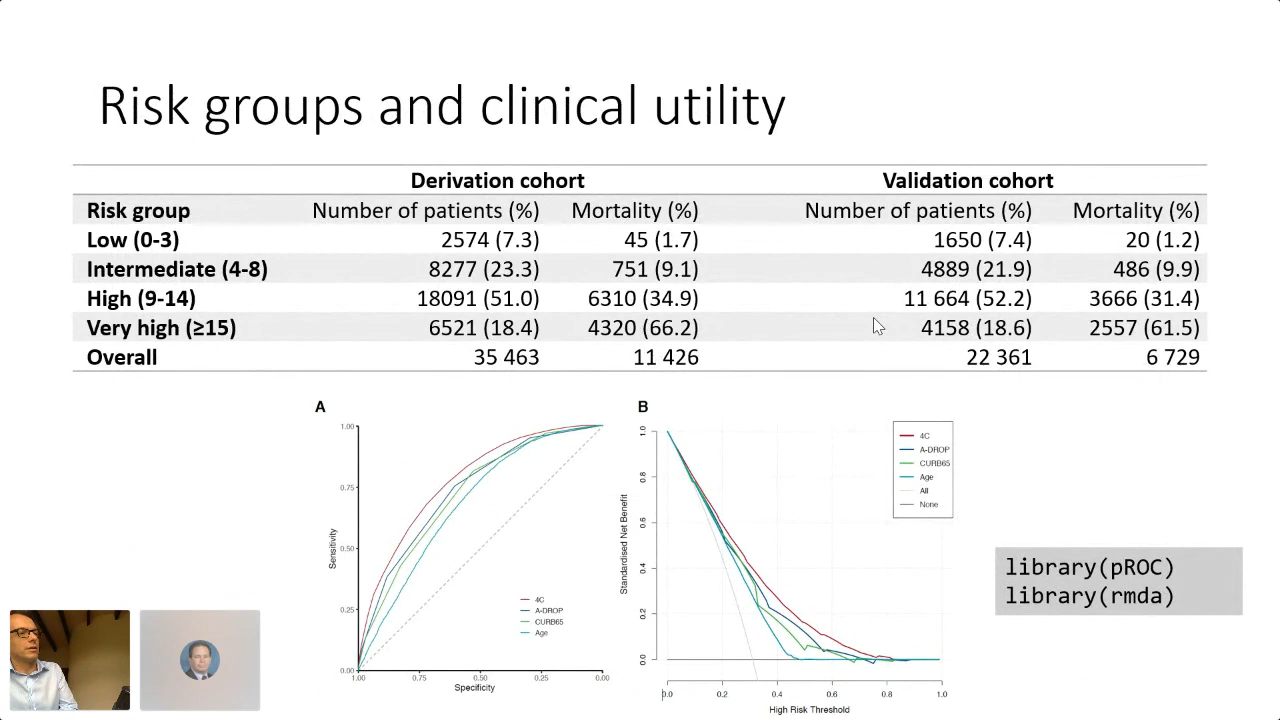 Risk groups and clinical utility
Derivation cohort Validation cohort
Risk group Number of patients (%) Mortality (%) Number of patients (%) Mortality (%)
Low (0-3) 2574 (7.3) 45 (1.7) 1650 (7.4) 20 (1.2)
Intermediate (4-8) 8277 (23.3) 751 (9.1) 4889 (21.9) 486 (9.9)
High (9-14) 18091 (51.0) 6310 (34.9) 11 664 (52.2) 3666 (31.4)
Very high (≥15) 6521 (18.4) 4320 (66.2) 4158 (18.6) 2557 (61.5)
Overall 35 463 11 426 22 361 6 729
A
1.00
0.75
0.50
0.25
0.00
Sensitivity
4C
A-DROP
CURB65
Age
1.00 0.75 0.50 0.25 0.00
Specificity
B
1.0
0.8
0.6
0.4
0.2
0.0
Standardised Net Benefit
4C
A-DROP
CURB65
Age
All
None
0.0 0.2 0.4 0.6 0.8 1.0
High Risk Threshold
library(pROC)
library(rmda)